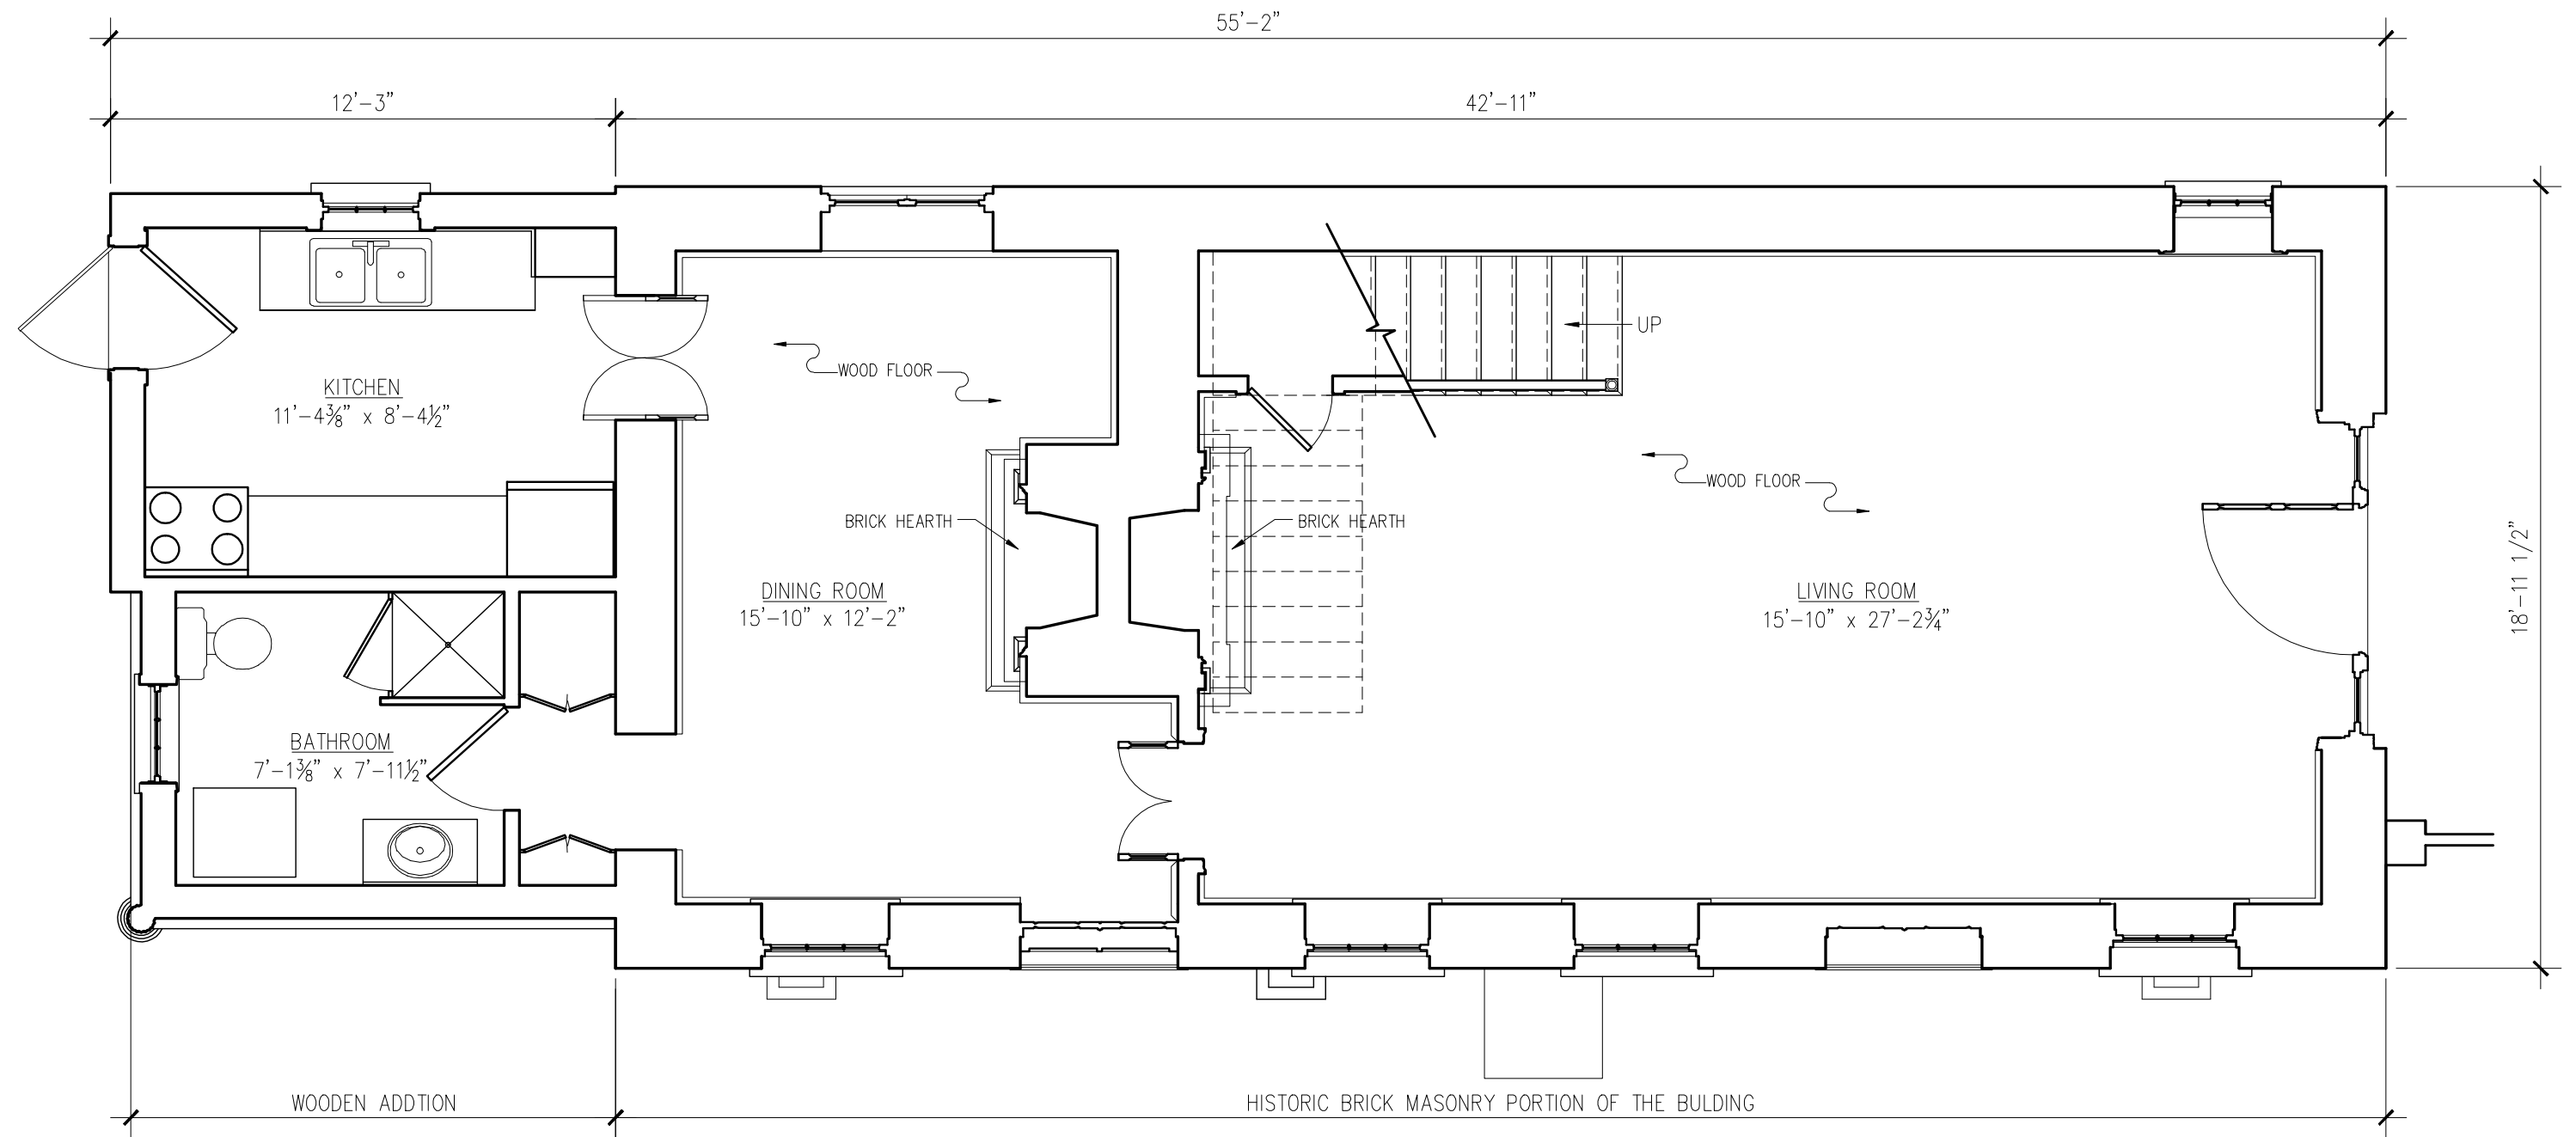 55'-2"
12'-3"
42'-11"
UP
WOOD FLOOR
KITCHEN
11'-4⅜" x 8'-4½"
WOOD FLOOR
BRICK HEARTH
BRICK HEARTH
18'-11 1/2"
DINING ROOM
15'-10" x 12'-2"
LIVING ROOM
15'-10" x 27'-2¾"
BATHROOM
7'-1⅜" x 7'-11½"
WOODEN ADDTION
HISTORIC BRICK MASONRY PORTION OF THE BULDING